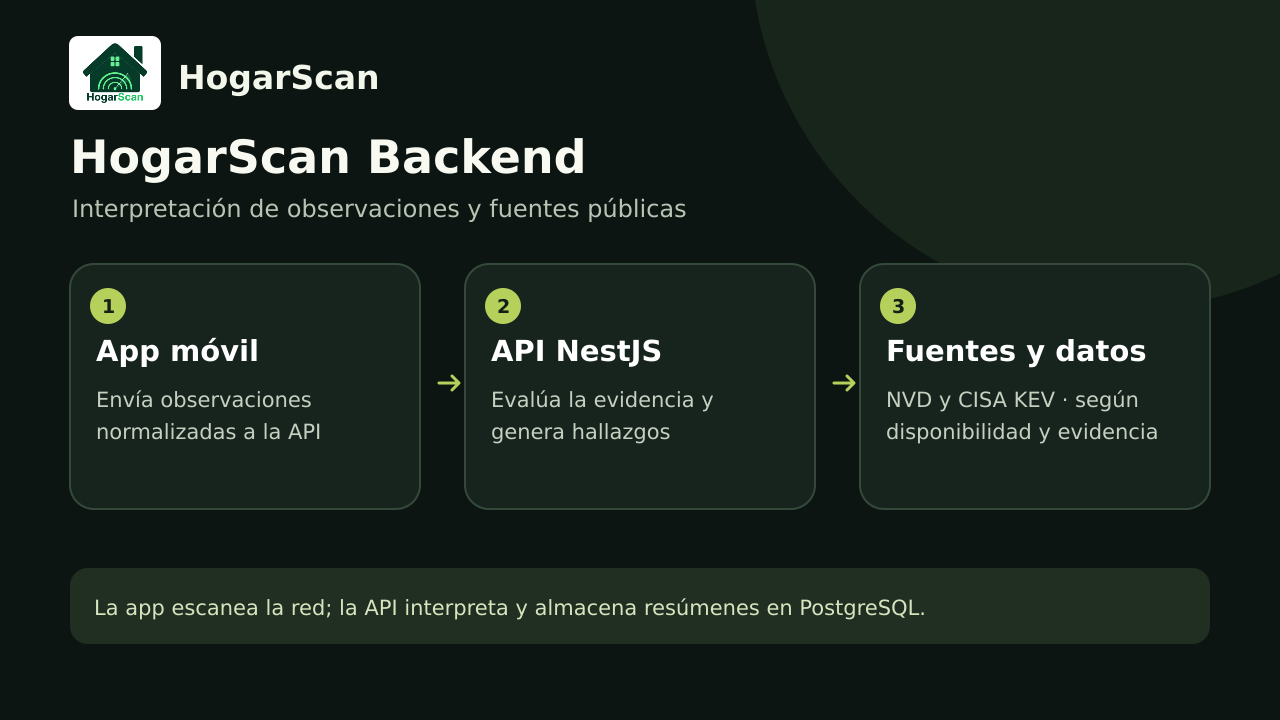 HogarScan
HogarScan
HogarScan Backend
Interpretación de observaciones y fuentes públicas
1
App móvil
Envía observaciones
normalizadas a la API
2
API NestJS
Evalúa la evidencia y
genera hallazgos
3
Fuentes y datos
NVD y CISA KEV · según
disponibilidad y evidencia
La app escanea la red; la API interpreta y almacena resúmenes en PostgreSQL.